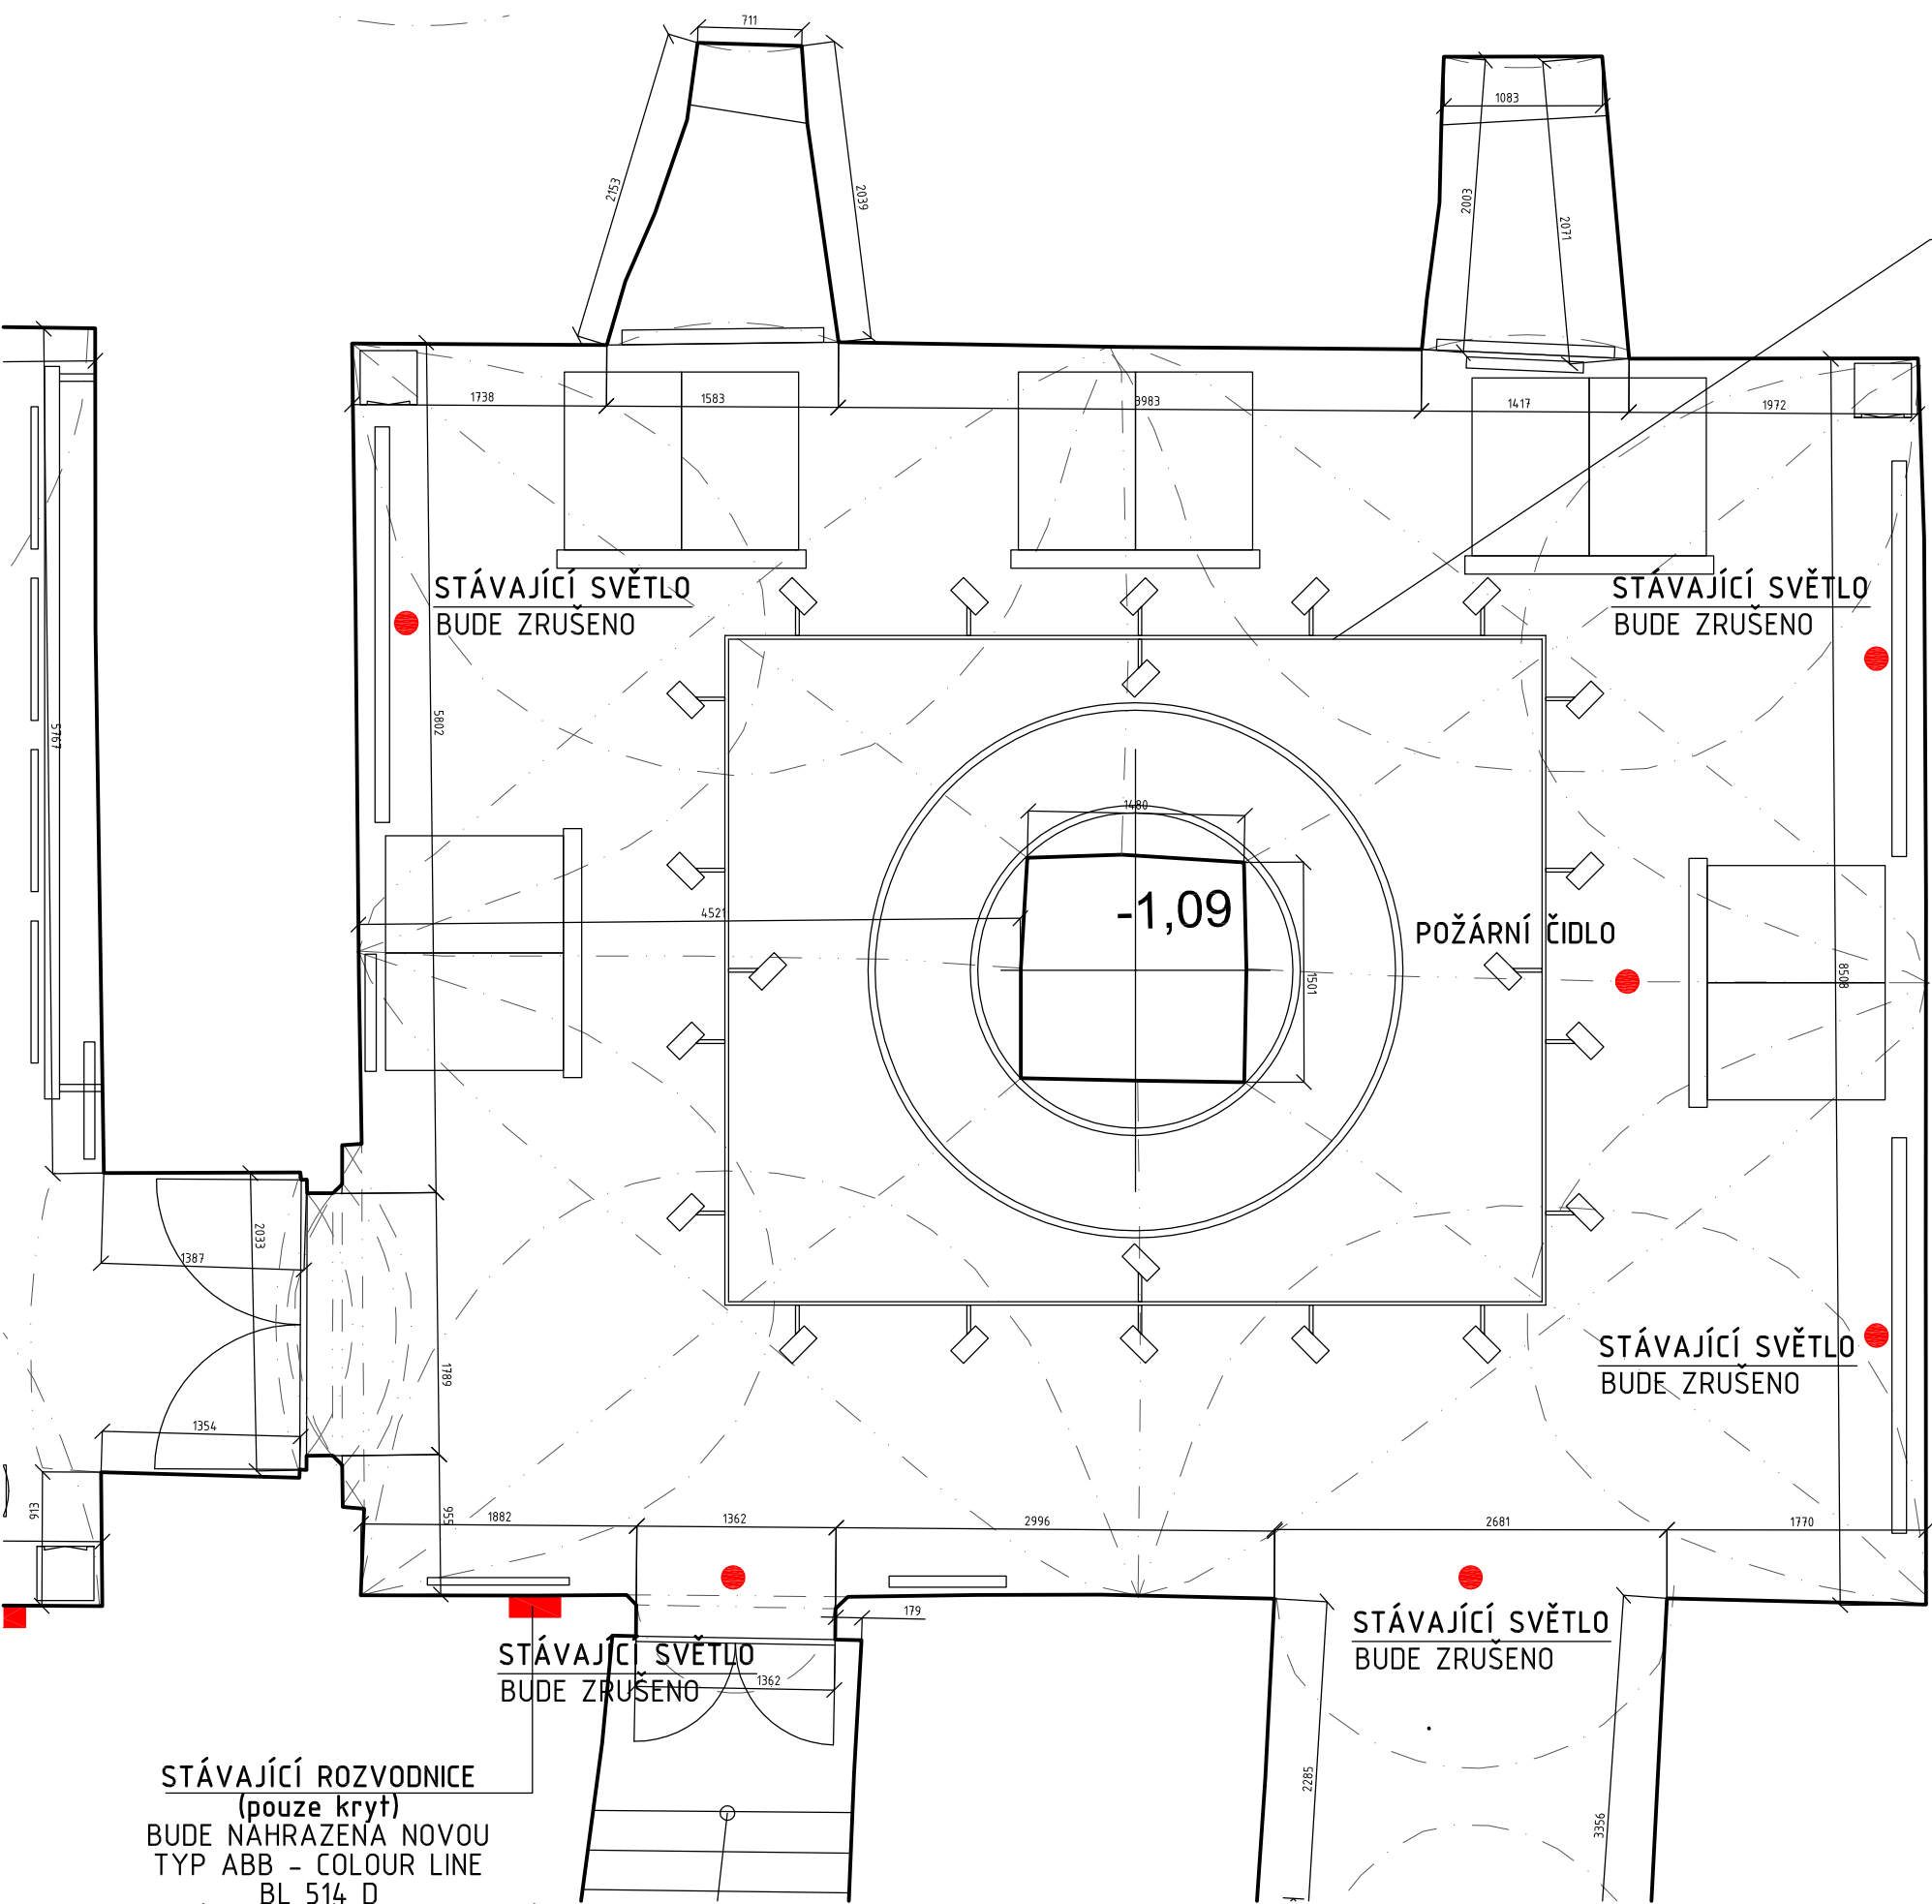 711
1083
2153
2039
2003
2071
1738
1583
3983
1417
1972
STÁVAJÍCÍ SVĚTLO
BUDE ZRUŠENO
STÁVAJÍCÍ SVĚTLO
BUDE ZRUŠENO
5767
5802
1480
-1,09
4521
POŽÁRNÍ ČIDLO
1501
8508
2033
1387
1789
STÁVAJÍCÍ SVĚTLO
BUDE ZRUŠENO
1354
913
955
1882
1362
2996
2681
1770
179
STÁVAJÍCÍ SVĚTLO
BUDE ZRUŠENO
1362
STÁVAJÍCÍ SVĚTLO
BUDE ZRUŠENO
2285
3356
STÁVAJÍCÍ ROZVODNICE
(pouze kryt)
BUDE NAHRAZENA NOVOU
TYP ABB - COLOUR LINE
BL 514 D